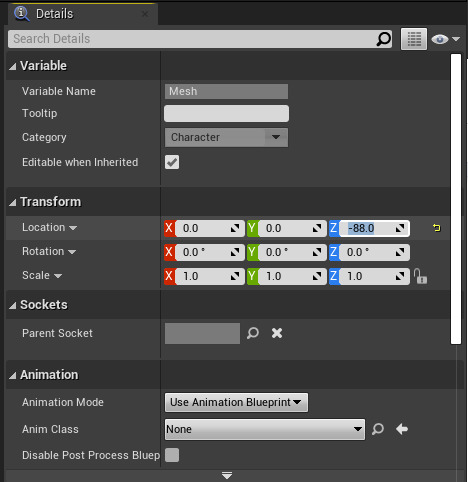 Details
Search Details
Variable
Variable Name Mesh
Tooltip
Category Character
Editable when Inherited
Transform
Location X 0.0 Y 0.0 Z -88.0
Rotation X 0.0 ° Y 0.0 ° Z 0.0 °
Scale X 1.0 Y 1.0 Z 1.0
Sockets
Parent Socket
Animation
Animation Mode Use Animation Blueprint
Anim Class None
Disable Post Process Bluep